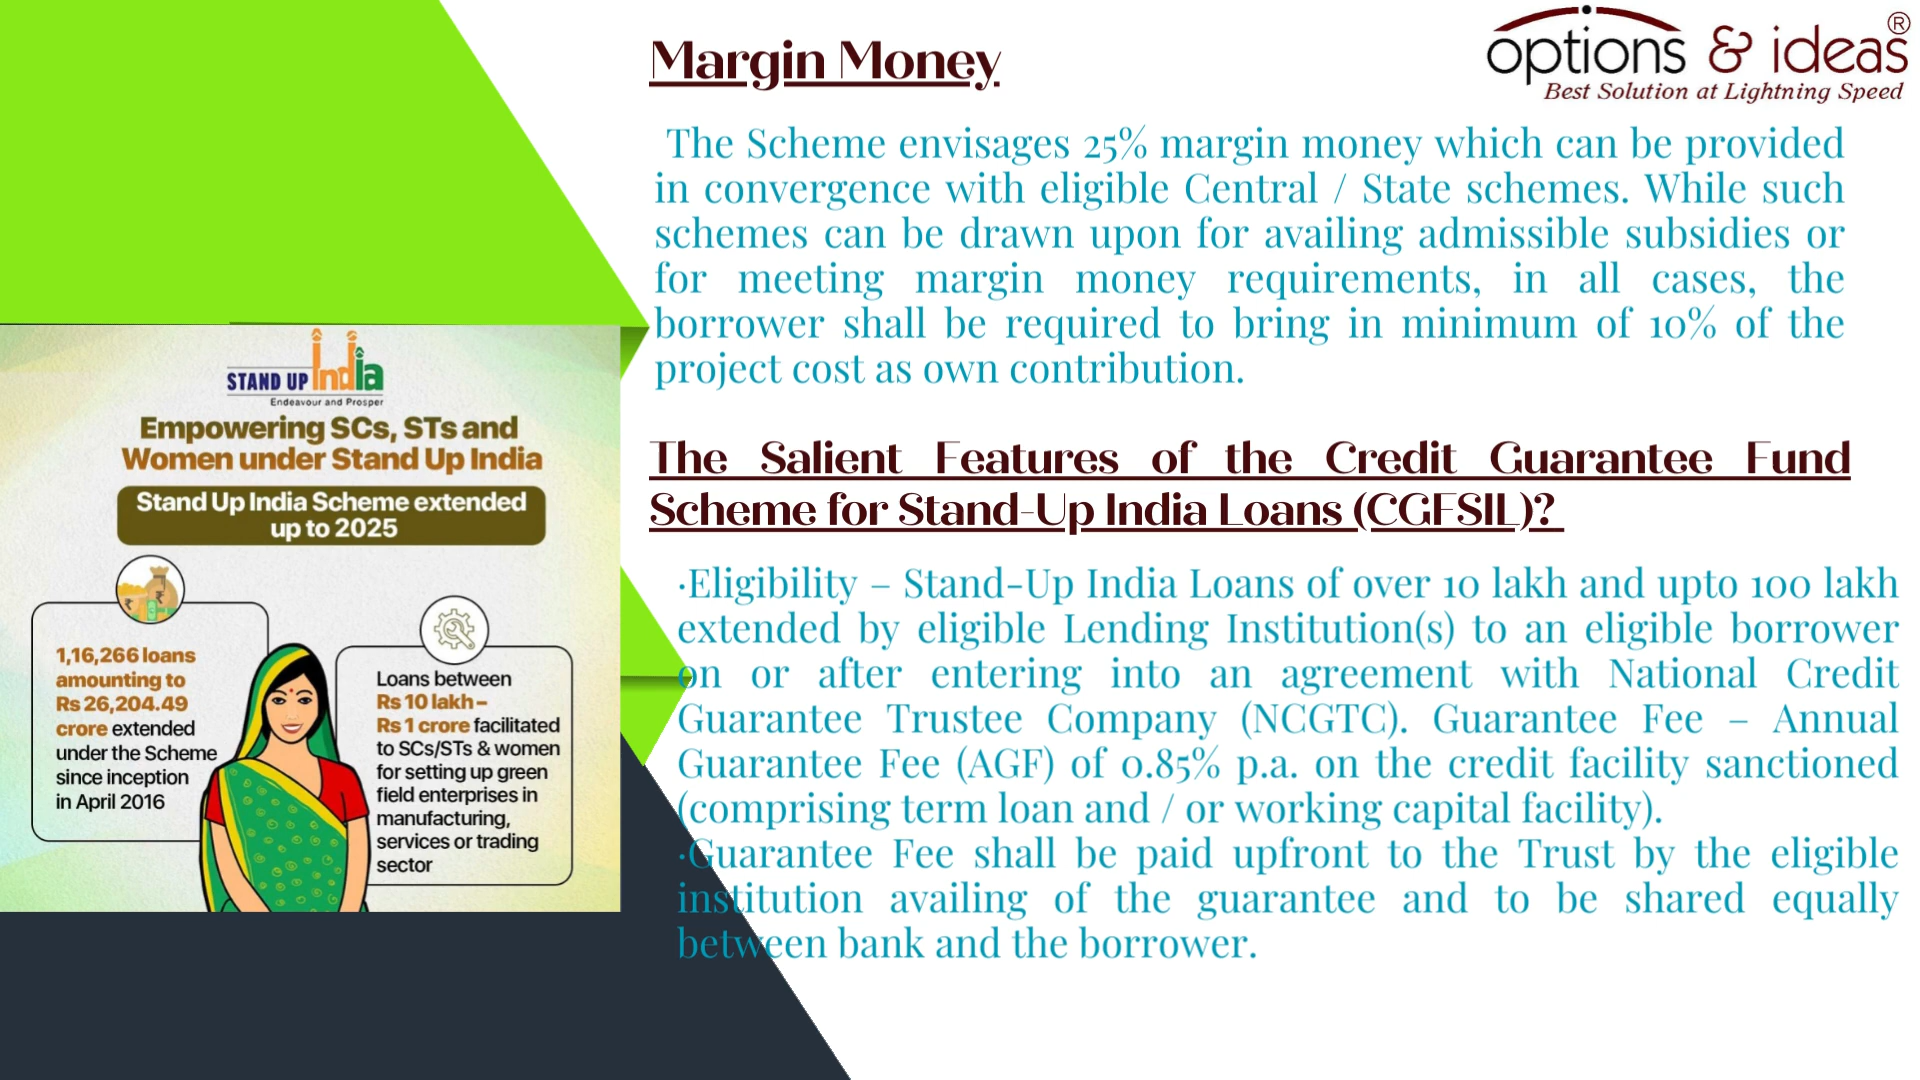 Margin Money
options & ideas®
Best Solution at Lightning Speed
The Scheme envisages 25% margin money which can be provided
in convergence with eligible Central / State schemes. While such
schemes can be drawn upon for availing admissible subsidies or
for meeting margin money requirements, in all cases, the
borrower shall be required to bring in minimum of 10% of the
project cost as own contribution.
The Salient Features of the Credit Guarantee Fund
Scheme for Stand-Up India Loans (CGFSIL)?
·Eligibility – Stand-Up India Loans of over 10 lakh and upto 100 lakh
extended by eligible Lending Institution(s) to an eligible borrower
on or after entering into an agreement with National Credit
Guarantee Trustee Company (NCGTC). Guarantee Fee – Annual
Guarantee Fee (AGF) of 0.85% p.a. on the credit facility sanctioned
(comprising term loan and / or working capital facility).
·Guarantee Fee shall be paid upfront to the Trust by the eligible
institution availing of the guarantee and to be shared equally
between bank and the borrower.
STAND UP India
Endeavour and Prosper
Empowering SCs, STs and
Women under Stand Up India
Stand Up India Scheme extended
up to 2025
1,16,266 loans
amounting to
Rs 26,204.49
crore extended
under the Scheme
since inception
in April 2016
Loans between
Rs 10 lakh –
Rs 1 crore facilitated
to SCs/STs & women
for setting up green
field enterprises in
manufacturing,
services or trading
sector